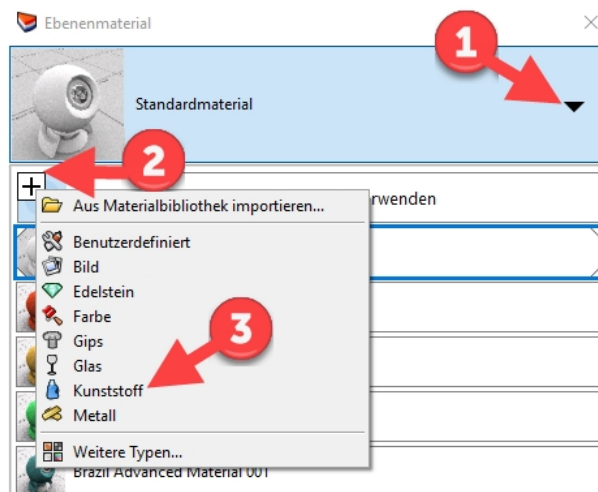 Ebenenmaterial
1
Standardmaterial
2
rwenden
Aus Materialbibliothek importieren...
Benutzerdefiniert
Bild
Edelstein
Farbe
3
Gips
Glas
Kunststoff
Metall
Weitere Typen...
Brazil Advanced Material 001